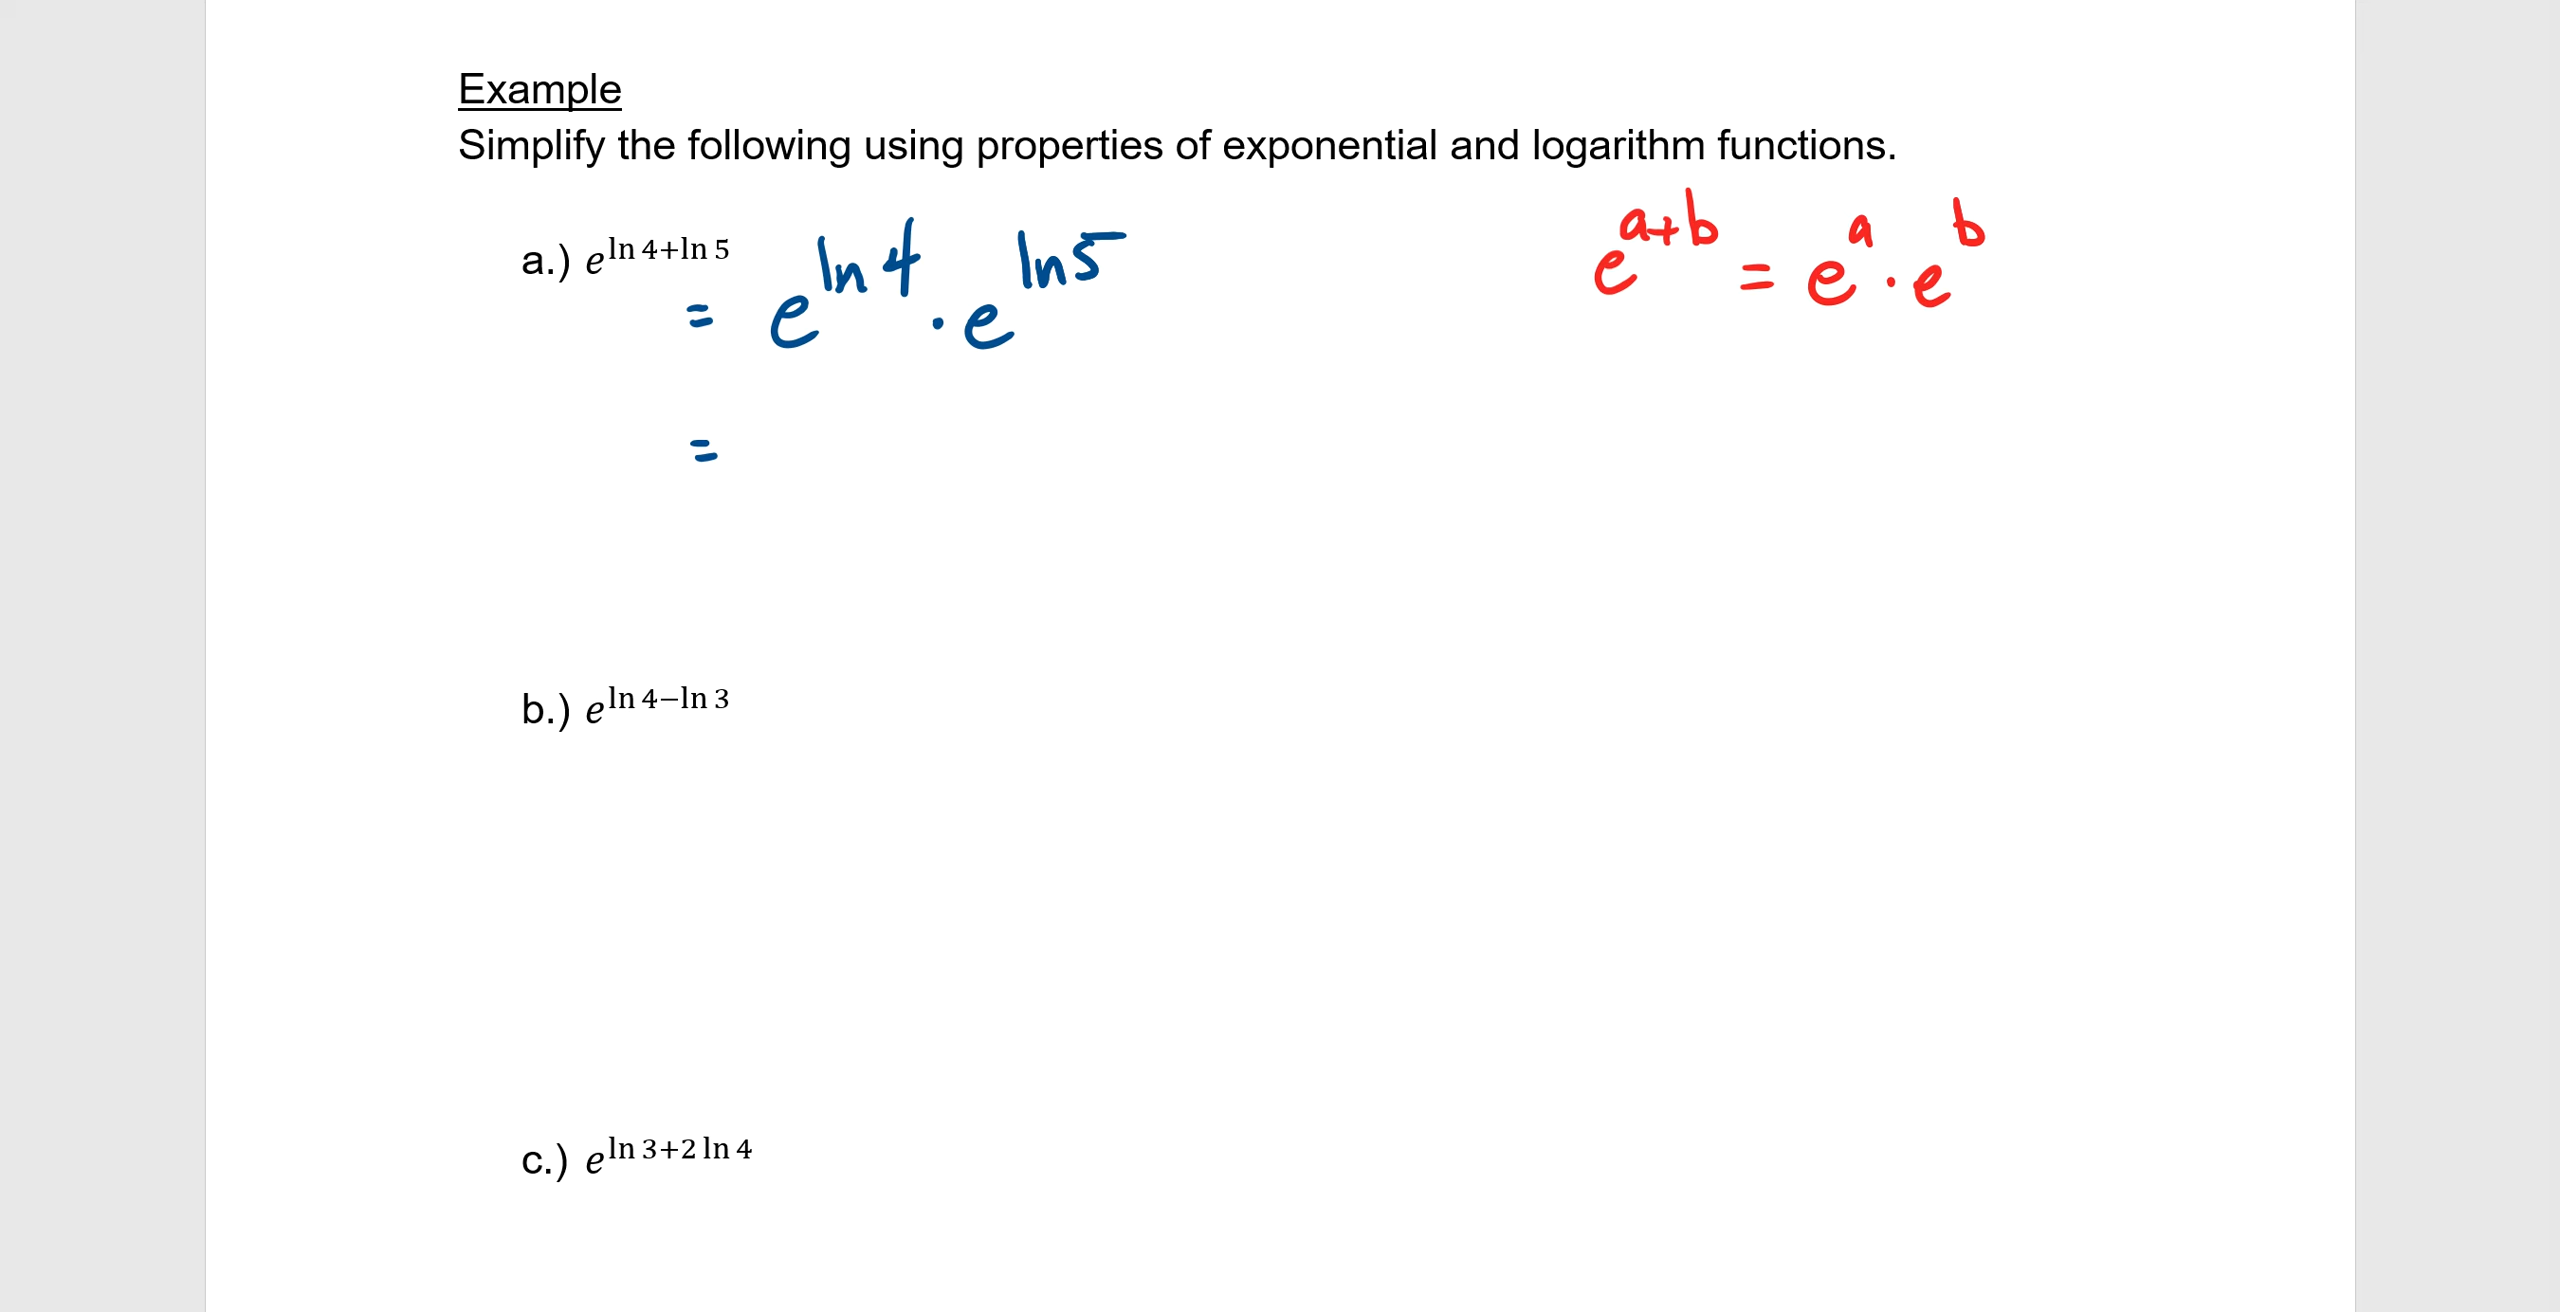 Example
Simplify the following using properties of exponential and logarithm functions.
a.) e^{ln 4+ln 5}
= e^{ln 4} · e^{ln 5}
e^{a+b} = e^a · e^b
=
b.) e^{ln 4−ln 3}
c.) e^{ln 3+2 ln 4}